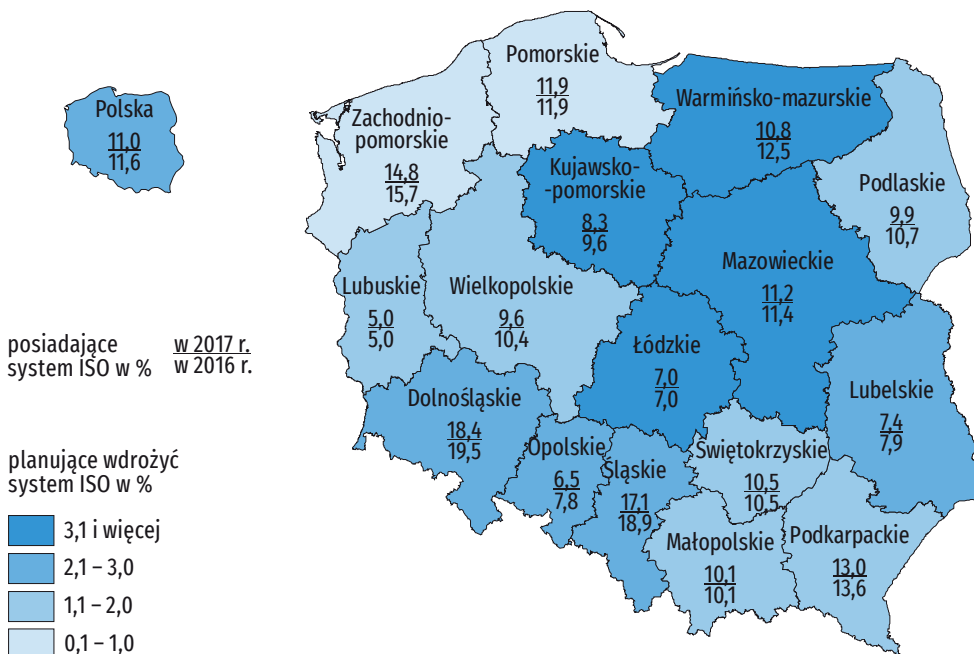 Polska
11,0
11,6
Pomorskie
11,9
11,9
Zachodnio-
pomorskie
14,8
15,7
Warmińsko-mazurskie
10,8
12,5
Kujawsko-
-pomorskie
8,3
9,6
Podlaskie
9,9
10,7
Mazowieckie
11,2
11,4
Lubuskie
5,0
5,0
Wielkopolskie
9,6
10,4
Łódzkie
7,0
7,0
Lubelskie
7,4
7,9
Dolnośląskie
18,4
19,5
Opolskie
6,5
7,8
Śląskie
17,1
18,9
Świętokrzyskie
10,5
10,5
Małopolskie
10,1
10,1
Podkarpackie
13,0
13,6
posiadające
system ISO w %
w 2017 r.
w 2016 r.
planujące wdrożyć
system ISO w %
3,1 i więcej
2,1 – 3,0
1,1 – 2,0
0,1 – 1,0